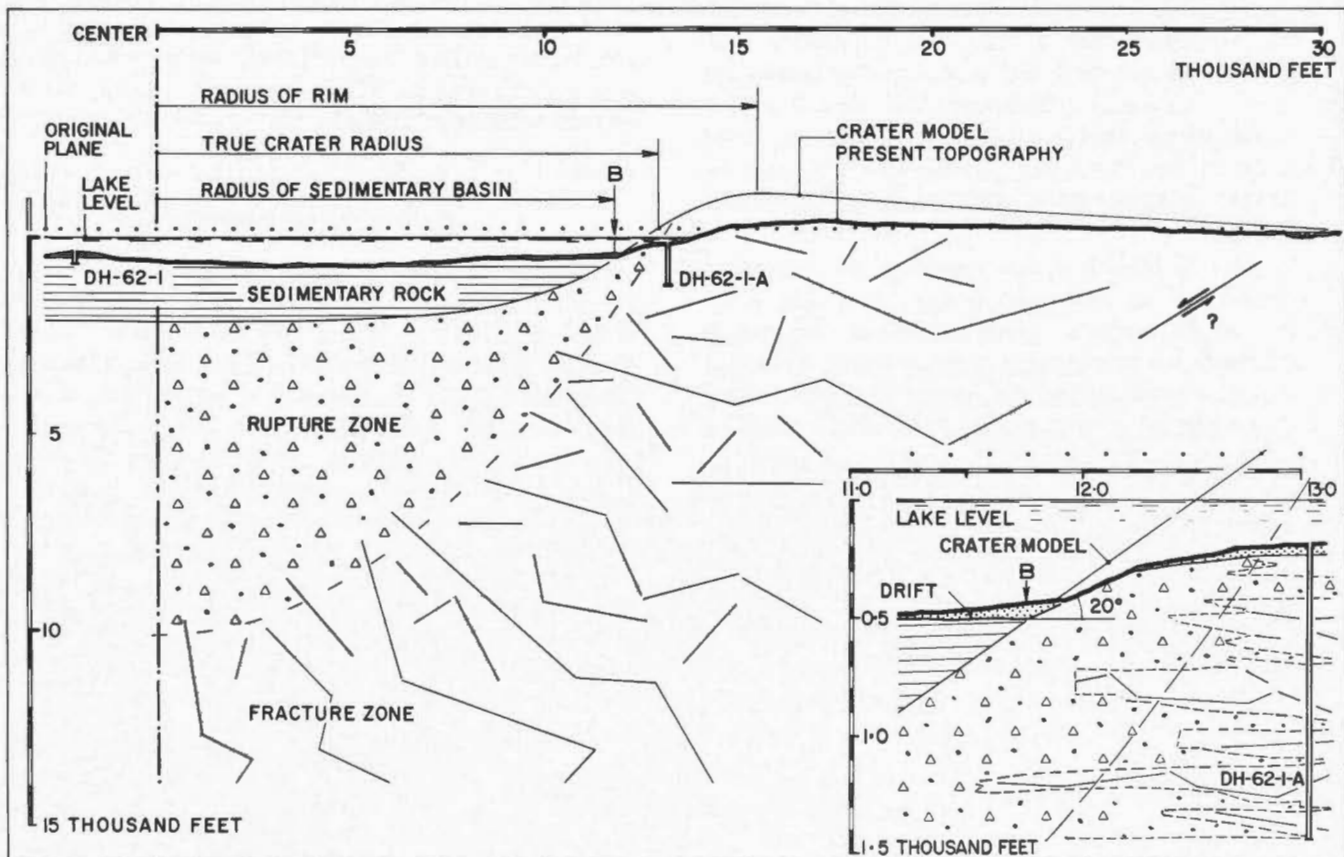 CENTER
5
10
15
20
25
30
THOUSAND FEET
RADIUS OF RIM
ORIGINAL
PLANE
TRUE CRATER RADIUS
CRATER MODEL
PRESENT TOPOGRAPHY
LAKE
LEVEL
RADIUS OF SEDIMENTARY BASIN
B
DH-62-1
SEDIMENTARY ROCK
DH-62-1-A
?
5
RUPTURE ZONE
10
FRACTURE ZONE
15 THOUSAND FEET
11·0
12·0
13·0
LAKE LEVEL
CRATER MODEL
B
DRIFT
20°
0·5
1·0
DH-62-1-A
1·5 THOUSAND FEET